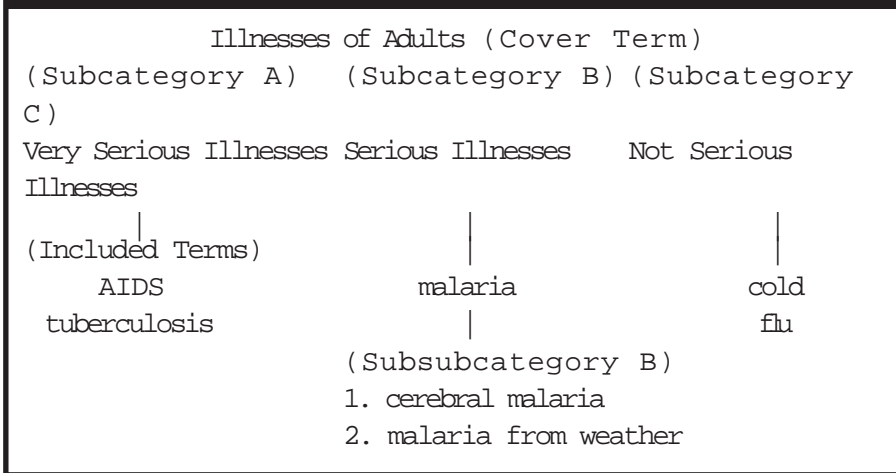 Illnesses of Adults (Cover Term)
(Subcategory A) (Subcategory B) (Subcategory
C)
Very Serious Illnesses Serious Illnesses Not Serious
Illnesses
| | |
(Included Terms) | |
AIDS malaria cold
tuberculosis | flu
(Subsubcategory B)
1. cerebral malaria
2. malaria from weather